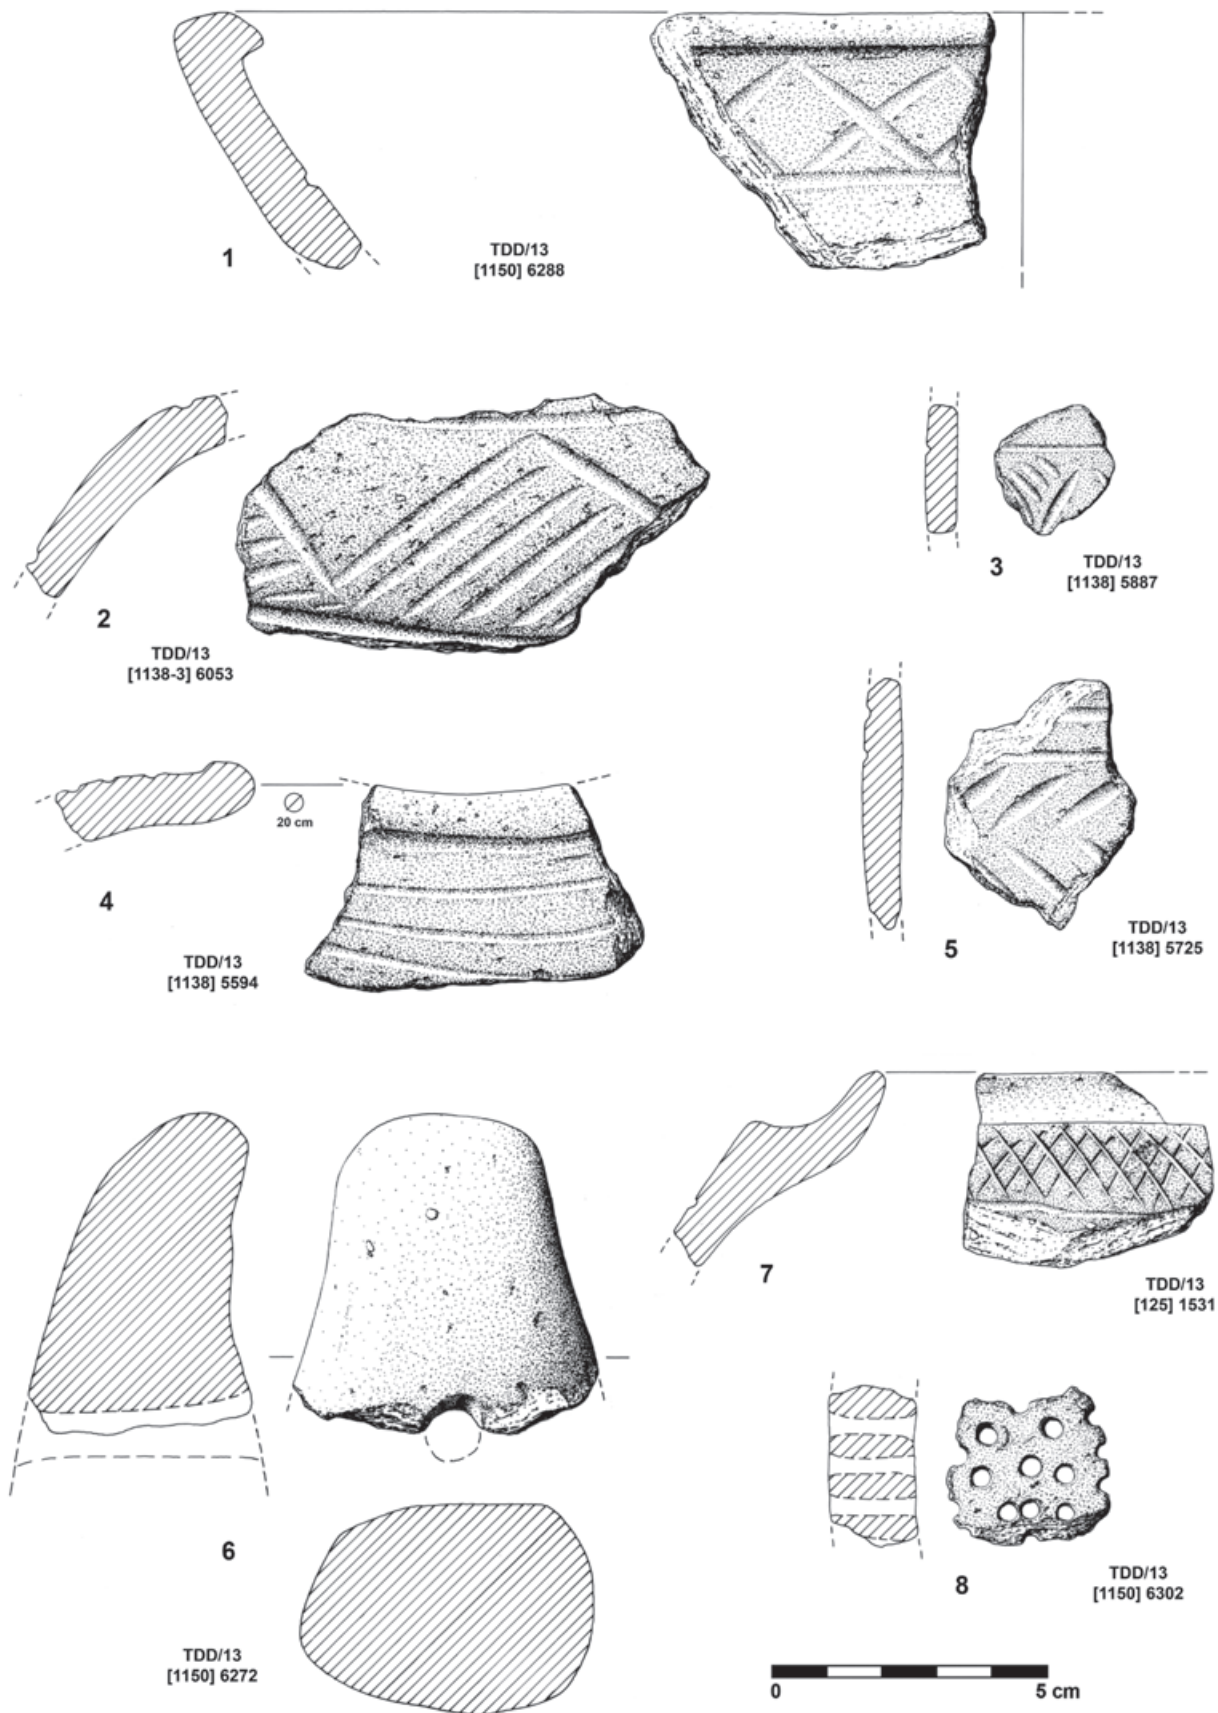 1
TDD/13
[1150] 6288
2
TDD/13
[1138-3] 6053
3
TDD/13
[1138] 5887
4
20 cm
TDD/13
[1138] 5594
5
TDD/13
[1138] 5725
6
TDD/13
[1150] 6272
7
TDD/13
[125] 1531
8
TDD/13
[1150] 6302
0 5 cm